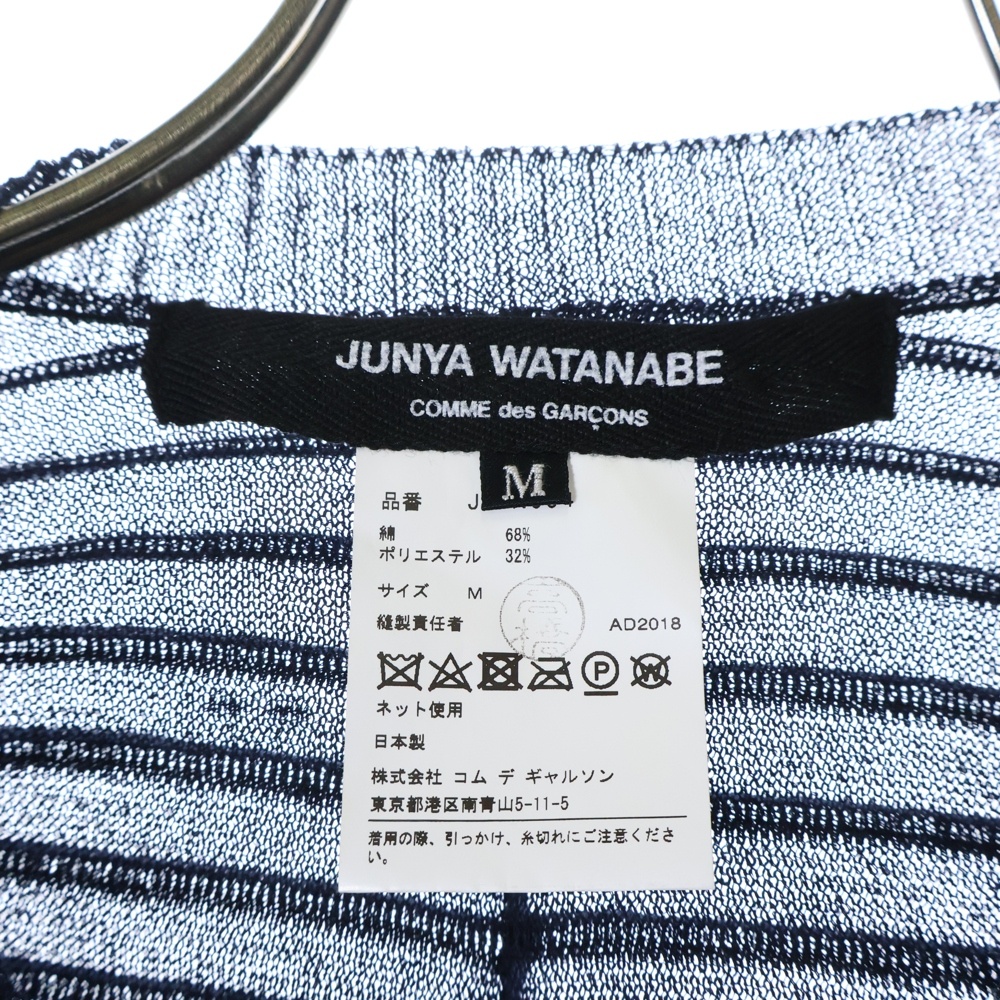 JUNYA WATANABE
COMME des GARÇONS
M
品番 J
綿 68%
ポリエステル 32%
サイズ M
縫製責任者 高橋 AD2018
P W
ネット使用
日本製
株式会社 コム デ ギャルソン
東京都港区南青山5-11-5
着用の際、引っかけ、糸切れにご注意くださ
い。